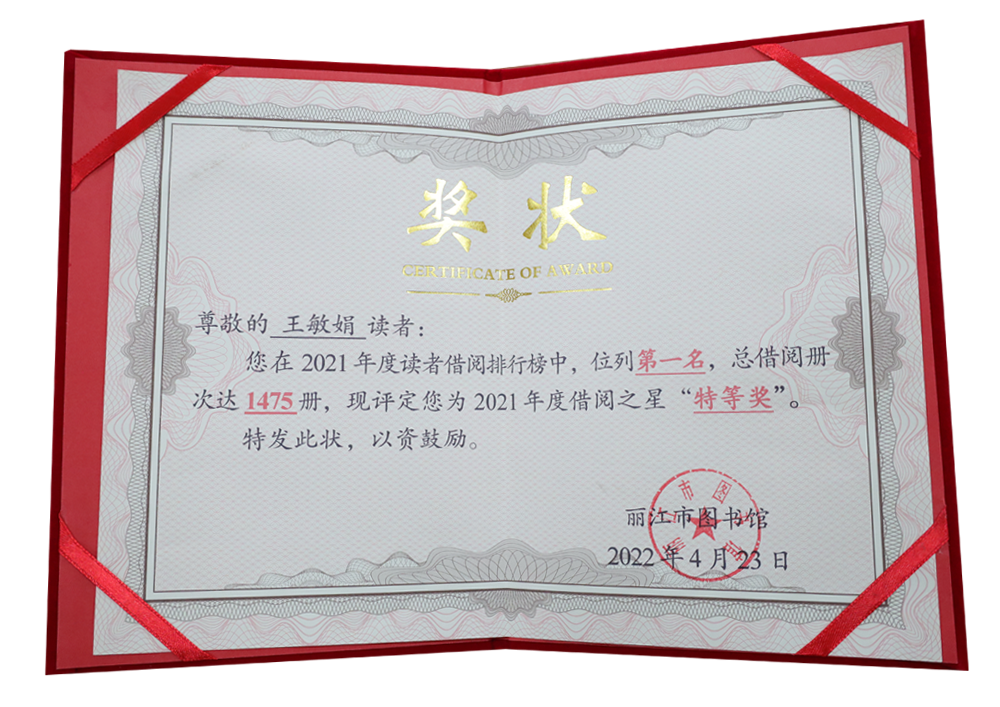 奖状
CERTIFICATE OF AWARD
尊敬的 王敏娟 读者：
您在 2021 年度读者借阅排行榜中，位列第一名，总借阅册
次达 1475 册，现评定您为 2021 年度借阅之星“特等奖”。
特发此状，以资鼓励。
丽江市图书馆
2022 年 4 月 23 日